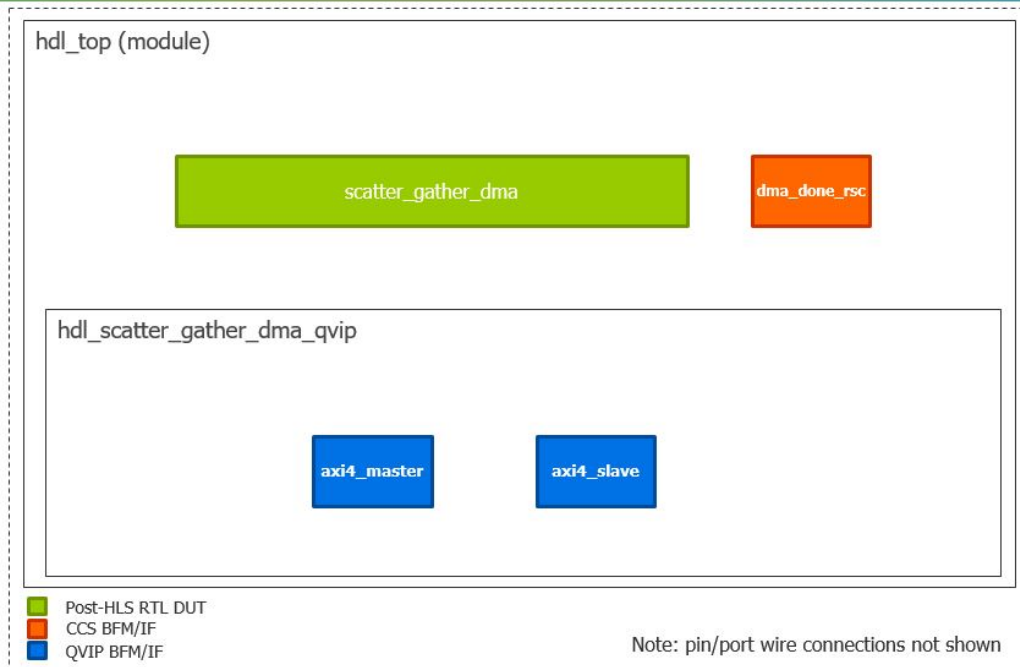 hdl_top (module)
scatter_gather_dma
dma_done_rsc
hdl_scatter_gather_dma_qvip
axi4_master
axi4_slave
Post-HLS RTL DUT
CCS BFM/IF
QVIP BFM/IF
Note: pin/port wire connections not shown